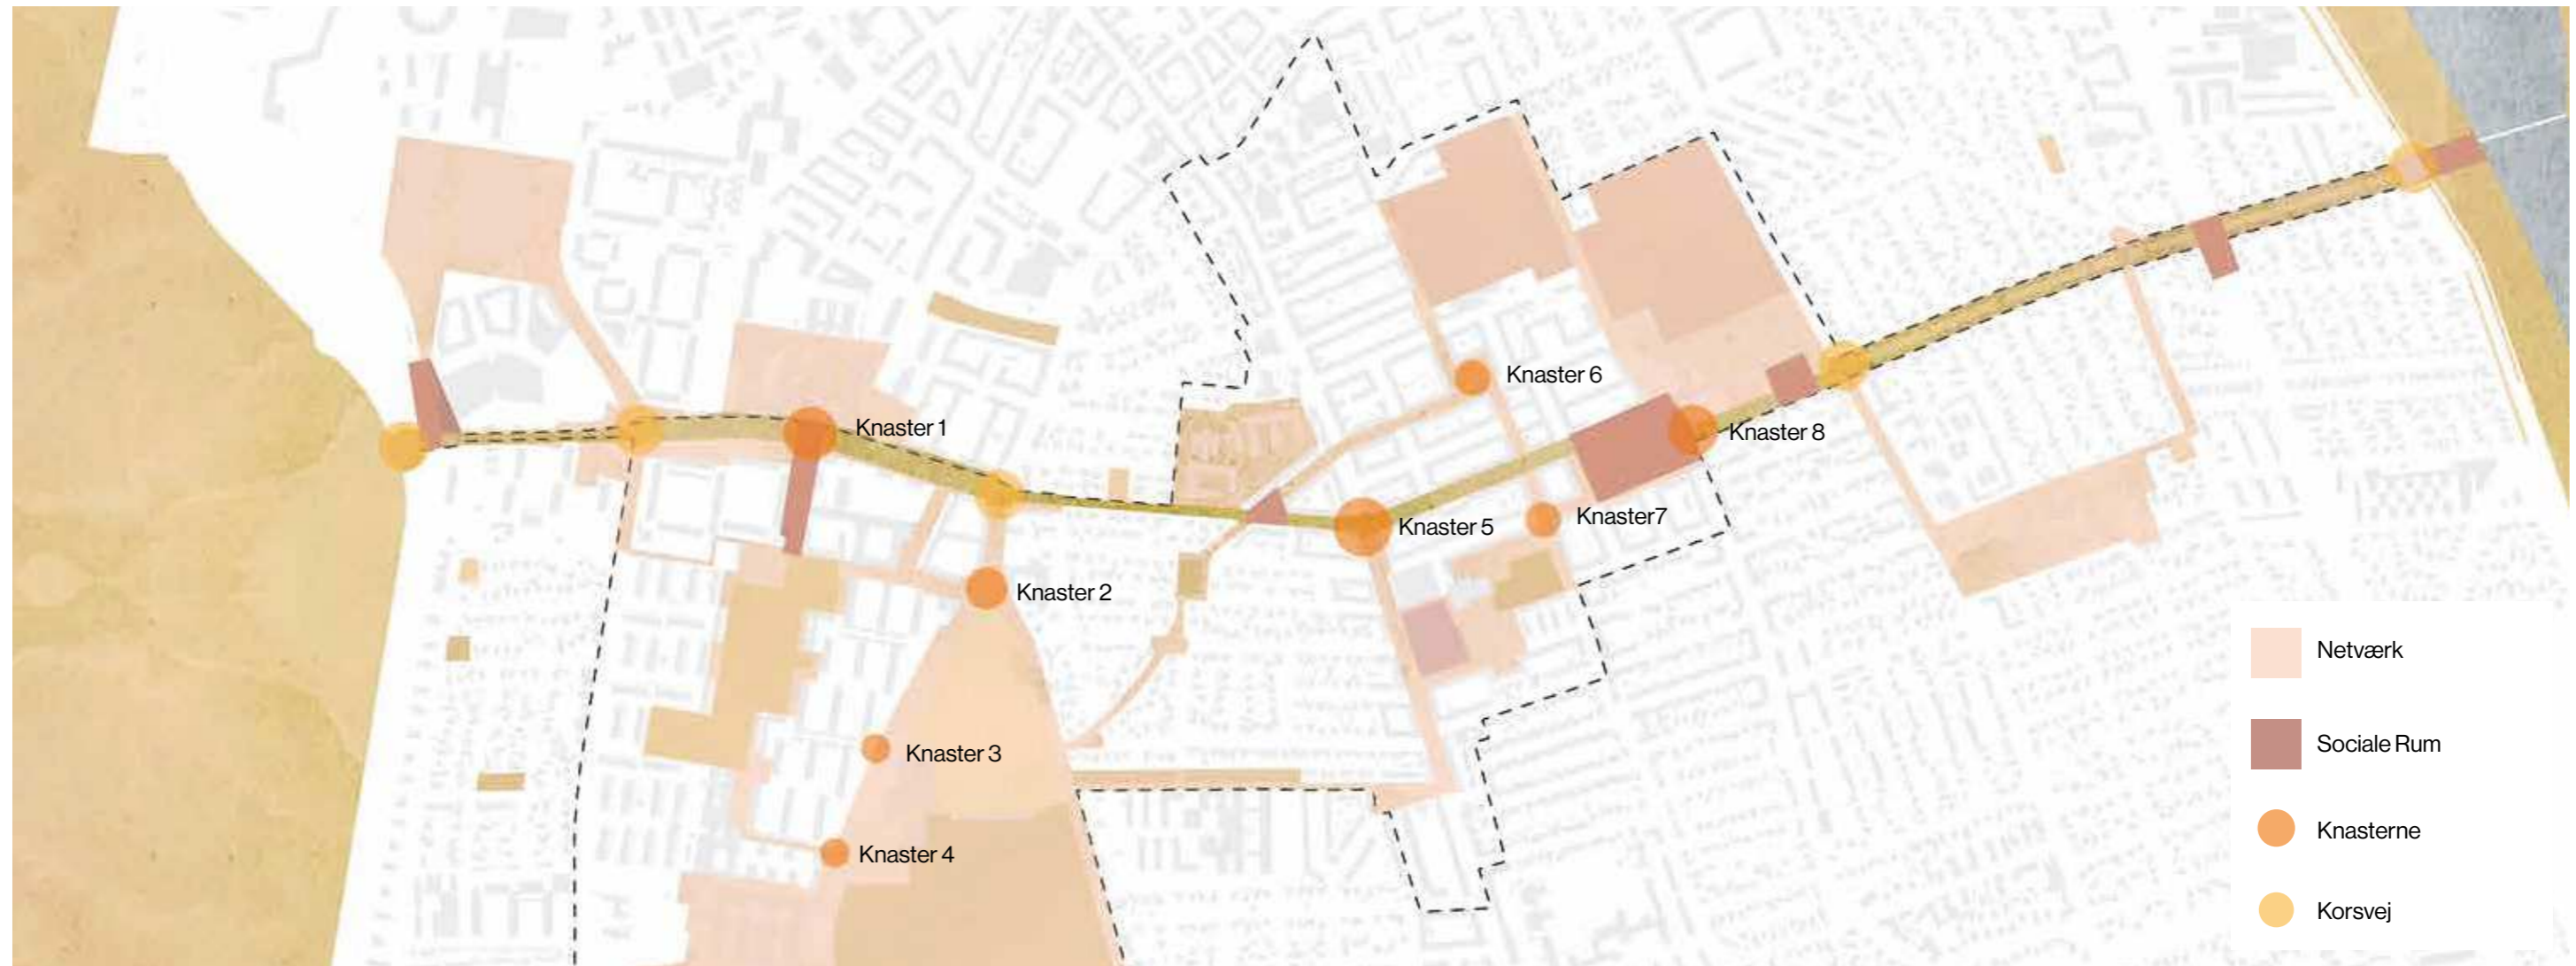 Knaster 6
Knaster 1
Knaster 8
Knaster7
Knaster 5
Knaster 2
Knaster 3
Knaster 4
Netværk
Sociale Rum
Knasterne
Korsvej